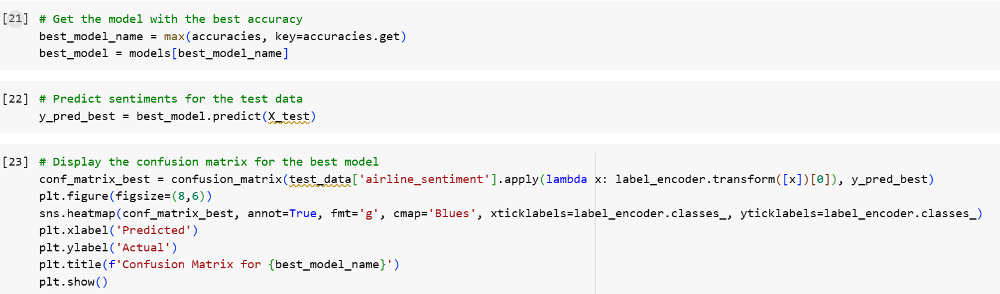 [21] # Get the model with the best accuracy
best_model_name = max(accuracies, key=accuracies.get)
best_model = models[best_model_name]
[22] # Predict sentiments for the test data
y_pred_best = best_model.predict(X_test)
[23] # Display the confusion matrix for the best model
conf_matrix_best = confusion_matrix(test_data['airline_sentiment'].apply(lambda x: label_encoder.transform([x])[0]), y_pred_best)
plt.figure(figsize=(8,6))
sns.heatmap(conf_matrix_best, annot=True, fmt='g', cmap='Blues', xticklabels=label_encoder.classes_, yticklabels=label_encoder.classes_)
plt.xlabel('Predicted')
plt.ylabel('Actual')
plt.title(f'Confusion Matrix for {best_model_name}')
plt.show()